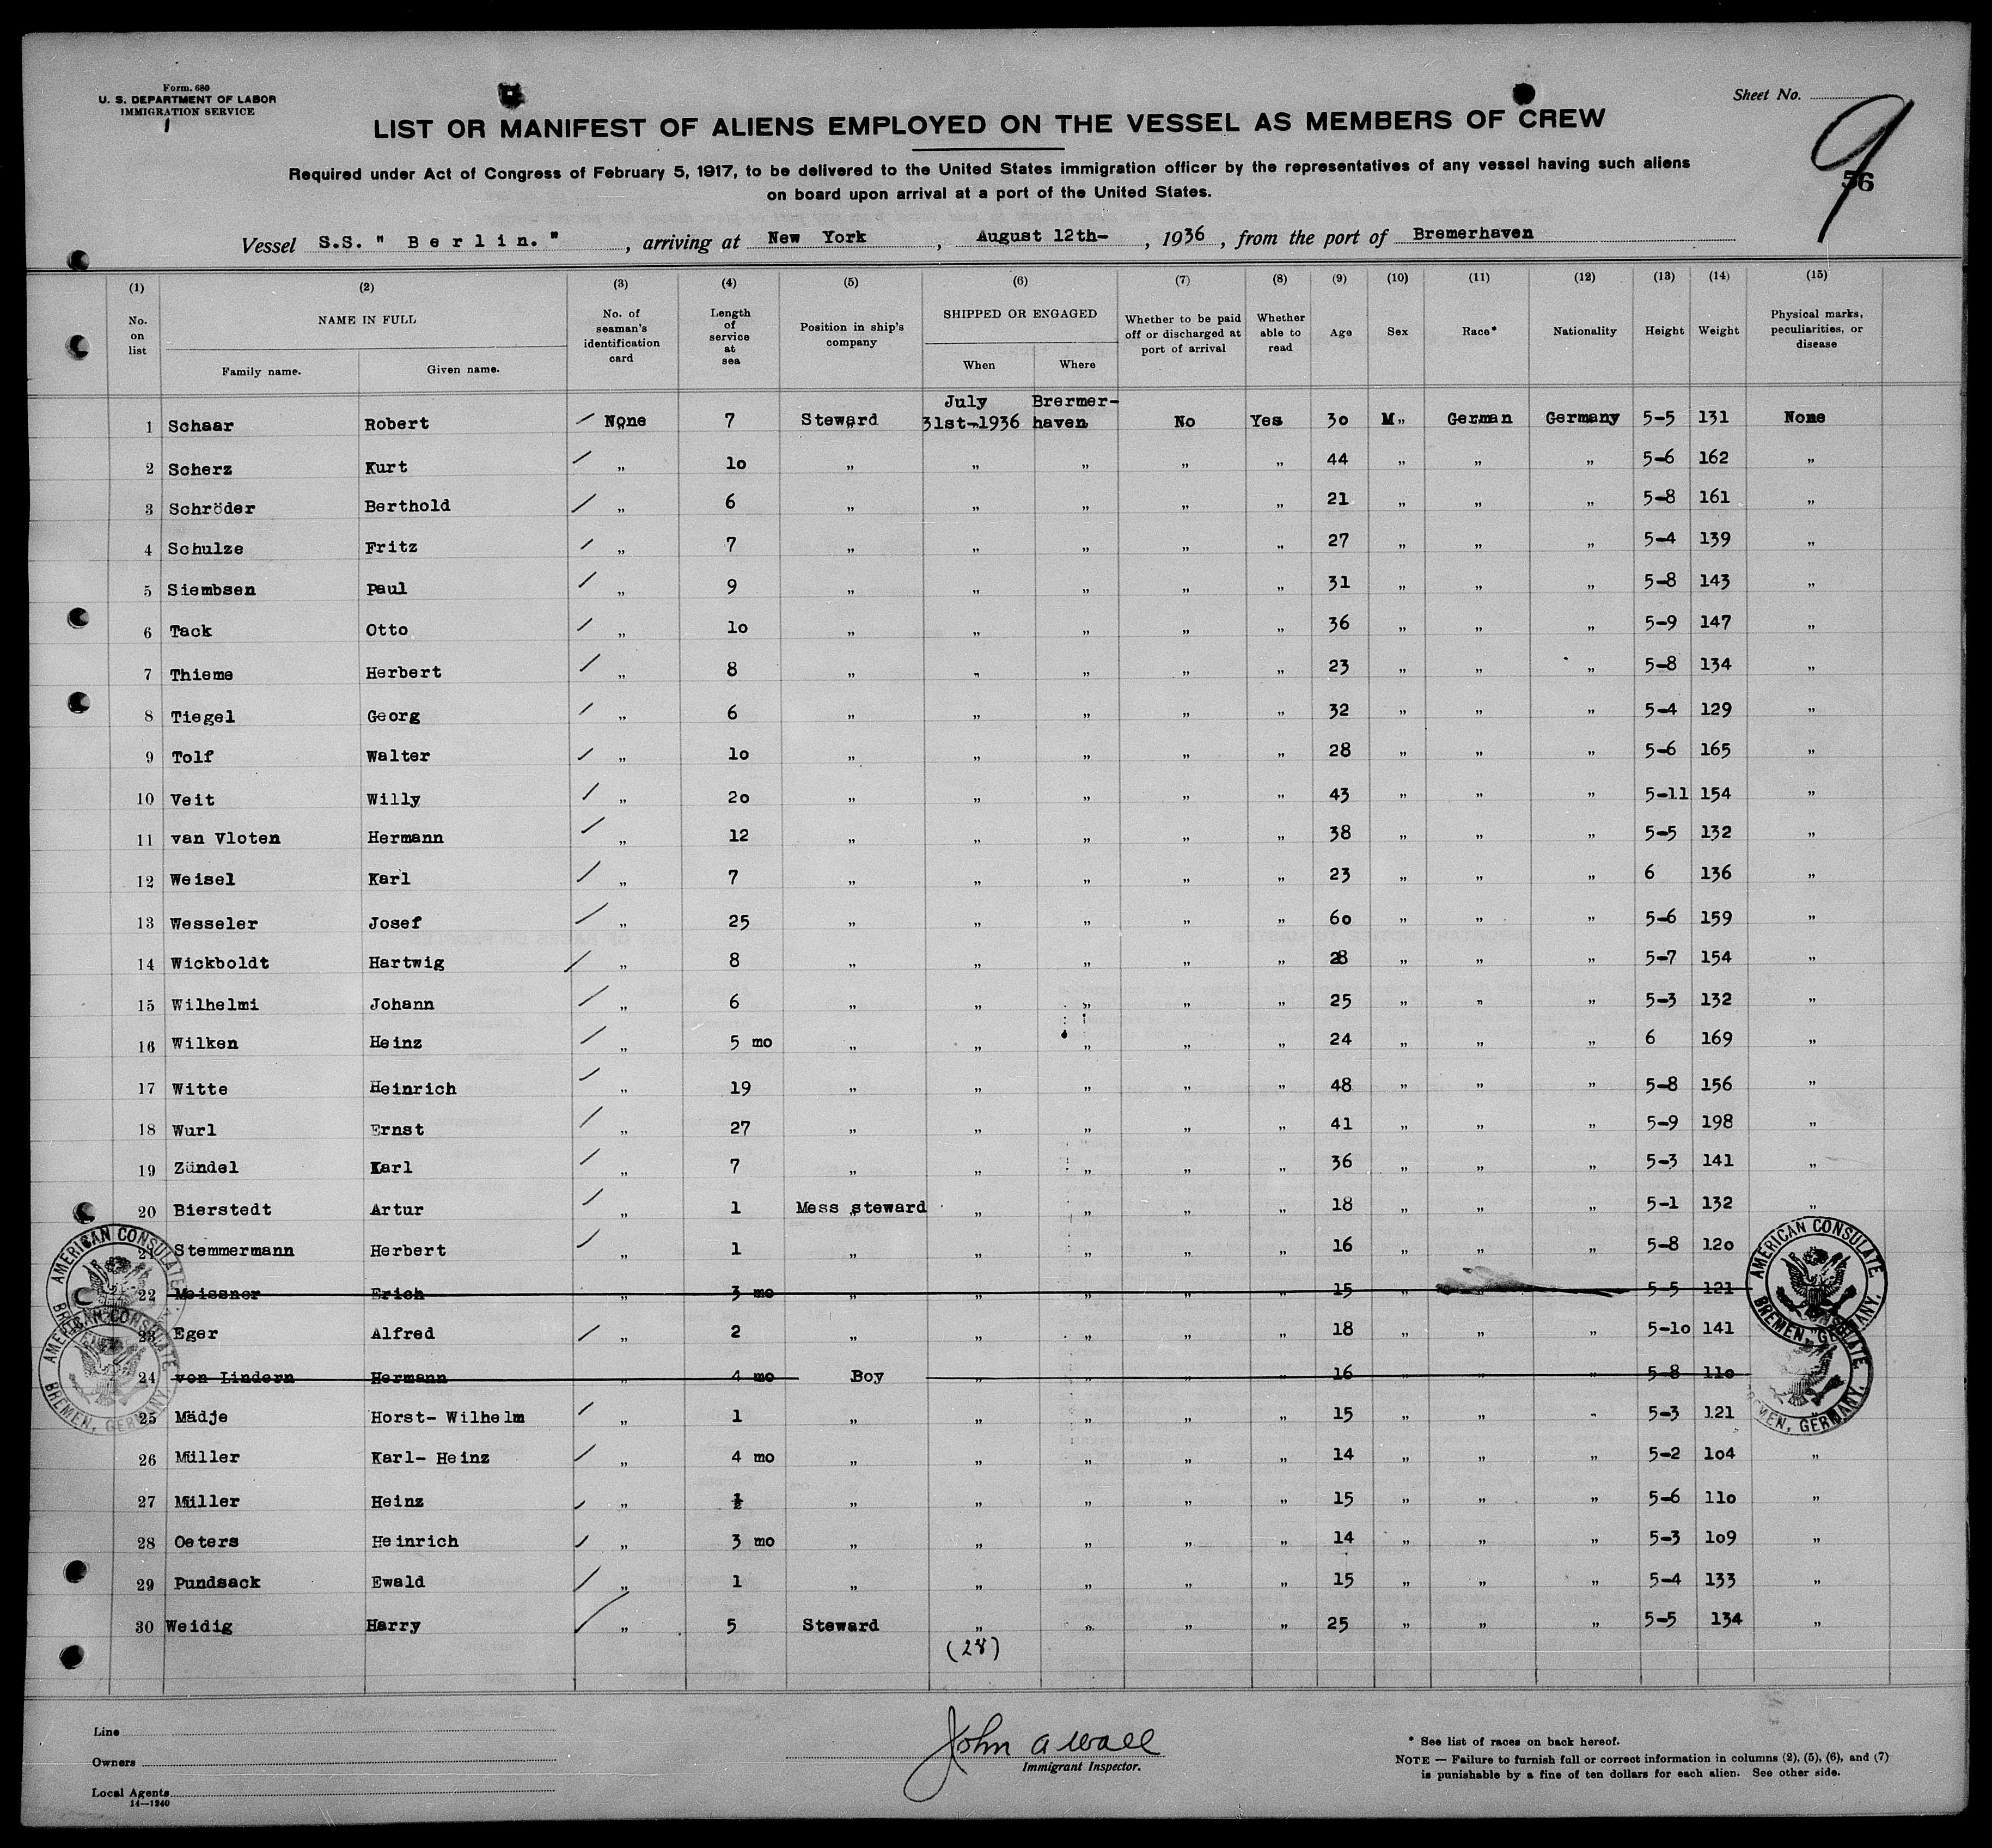 Form. 680
U. S. DEPARTMENT OF LABOR
IMMIGRATION SERVICE
Sheet No.
9
56
LIST OR MANIFEST OF ALIENS EMPLOYED ON THE VESSEL AS MEMBERS OF CREW
Required under Act of Congress of February 5, 1917, to be delivered to the United States immigration officer by the representatives of any vessel having such aliens
on board upon arrival at a port of the United States.
Vessel S.S. " Berlin. ", arriving at New York, August 12th-, 1936, from the port of Bremerhaven
(1) (2) (3) (4) (5) (6) (7) (8) (9) (10) (11) (12) (13) (14) (15)
No. on list NAME IN FULL Family name. Given name. No. of seaman's identification card Length of service at sea Position in ship's company SHIPPED OR ENGAGED When Where Whether to be paid off or discharged at port of arrival Whether able to read Age Sex Race* Nationality Height Weight Physical marks, peculiarities, or disease
1 Schaar Robert / None 7 Steward July 31st-1936 Brermer-haven No Yes 30 M„ German Germany 5-5 131 None
2 Scherz Kurt / „ 10 „ „ „ „ „ 44 „ „ „ 5-6 162 „
3 Schröder Berthold / „ 6 „ „ „ „ „ 21 „ „ „ 5-8 161 „
4 Schulze Fritz / „ 7 „ „ „ „ „ 27 „ „ „ 5-4 139 „
5 Siembsen Paul / „ 9 „ „ „ „ „ 31 „ „ „ 5-8 143 „
6 Tack Otto / „ 10 „ „ „ „ „ 36 „ „ „ 5-9 147 „
7 Thieme Herbert / „ 8 „ „ „ „ „ 23 „ „ „ 5-8 134 „
8 Tiegel Georg / „ 6 „ „ „ „ „ 32 „ „ „ 5-4 129 „
9 Tolf Walter / „ 10 „ „ „ „ „ 28 „ „ „ 5-6 165 „
10 Veit Willy / „ 20 „ „ „ „ „ 43 „ „ „ 5-11 154 „
11 van Vloten Hermann / „ 12 „ „ „ „ „ 38 „ „ „ 5-5 132 „
12 Weisel Karl / „ 7 „ „ „ „ „ 23 „ „ „ 6 136 „
13 Wesseler Josef / „ 25 „ „ „ „ „ 60 „ „ „ 5-6 159 „
14 Wickboldt Hartwig / „ 8 „ „ „ „ „ 28 „ „ „ 5-7 154 „
15 Wilhelmi Johann / „ 6 „ „ „ „ „ 25 „ „ „ 5-3 132 „
16 Wilken Heinz / „ 5 mo „ „ „ „ „ 24 „ „ „ 6 169 „
17 Witte Heinrich / „ 19 „ „ „ „ „ 48 „ „ „ 5-8 156 „
18 Wurl Ernst / „ 27 „ „ „ „ „ 41 „ „ „ 5-9 198 „
19 Zündel Karl / „ 7 „ „ „ „ „ 36 „ „ „ 5-3 141 „
20 Bierstedt Artur / „ 1 Mess steward „ „ „ „ 18 „ „ „ 5-1 132 „
21 Stemmermann Herbert / „ 1 „ „ „ „ „ 16 „ „ „ 5-8 120
22 Meissner Erich „ 3 mo „ „ „ „ „ 15 „ 5-5 121
23 Eger Alfred / „ 2 „ „ „ „ „ 18 „ „ „ 5-10 141
24 von Lindern Hermann „ 4 mo Boy „ „ „ „ 16 „ „ „ 5-8 110
25 Mädje Horst- Wilhelm / „ 1 „ „ „ „ „ 15 „ „ „ 5-3 121 „
26 Müller Karl- Heinz / „ 4 mo „ „ „ „ „ 14 „ „ „ 5-2 104 „
27 Müller Heinz / „ ½ „ „ „ „ „ 15 „ „ „ 5-6 110 „
28 Oeters Heinrich / „ 3 mo „ „ „ „ „ 14 „ „ „ 5-3 109 „
29 Pundsack Ewald / „ 1 „ „ „ „ „ 15 „ „ „ 5-4 133 „
30 Weidig Harry / „ 5 Steward „ „ „ „ 25 „ „ „ 5-5 134 „
(28)
AMERICAN CONSULATE BREMEN, GERMANY.
AMERICAN CONSULATE BREMEN, GERMANY.
AMERICAN CONSULATE BREMEN, GERMANY.
BREMEN, GERMANY.
Line
Owners
Local Agents
14—1240
John A Wall
Immigrant Inspector.
* See list of races on back hereof.
NOTE — Failure to furnish full or correct information in columns (2), (5), (6), and (7)
is punishable by a fine of ten dollars for each alien. See other side.